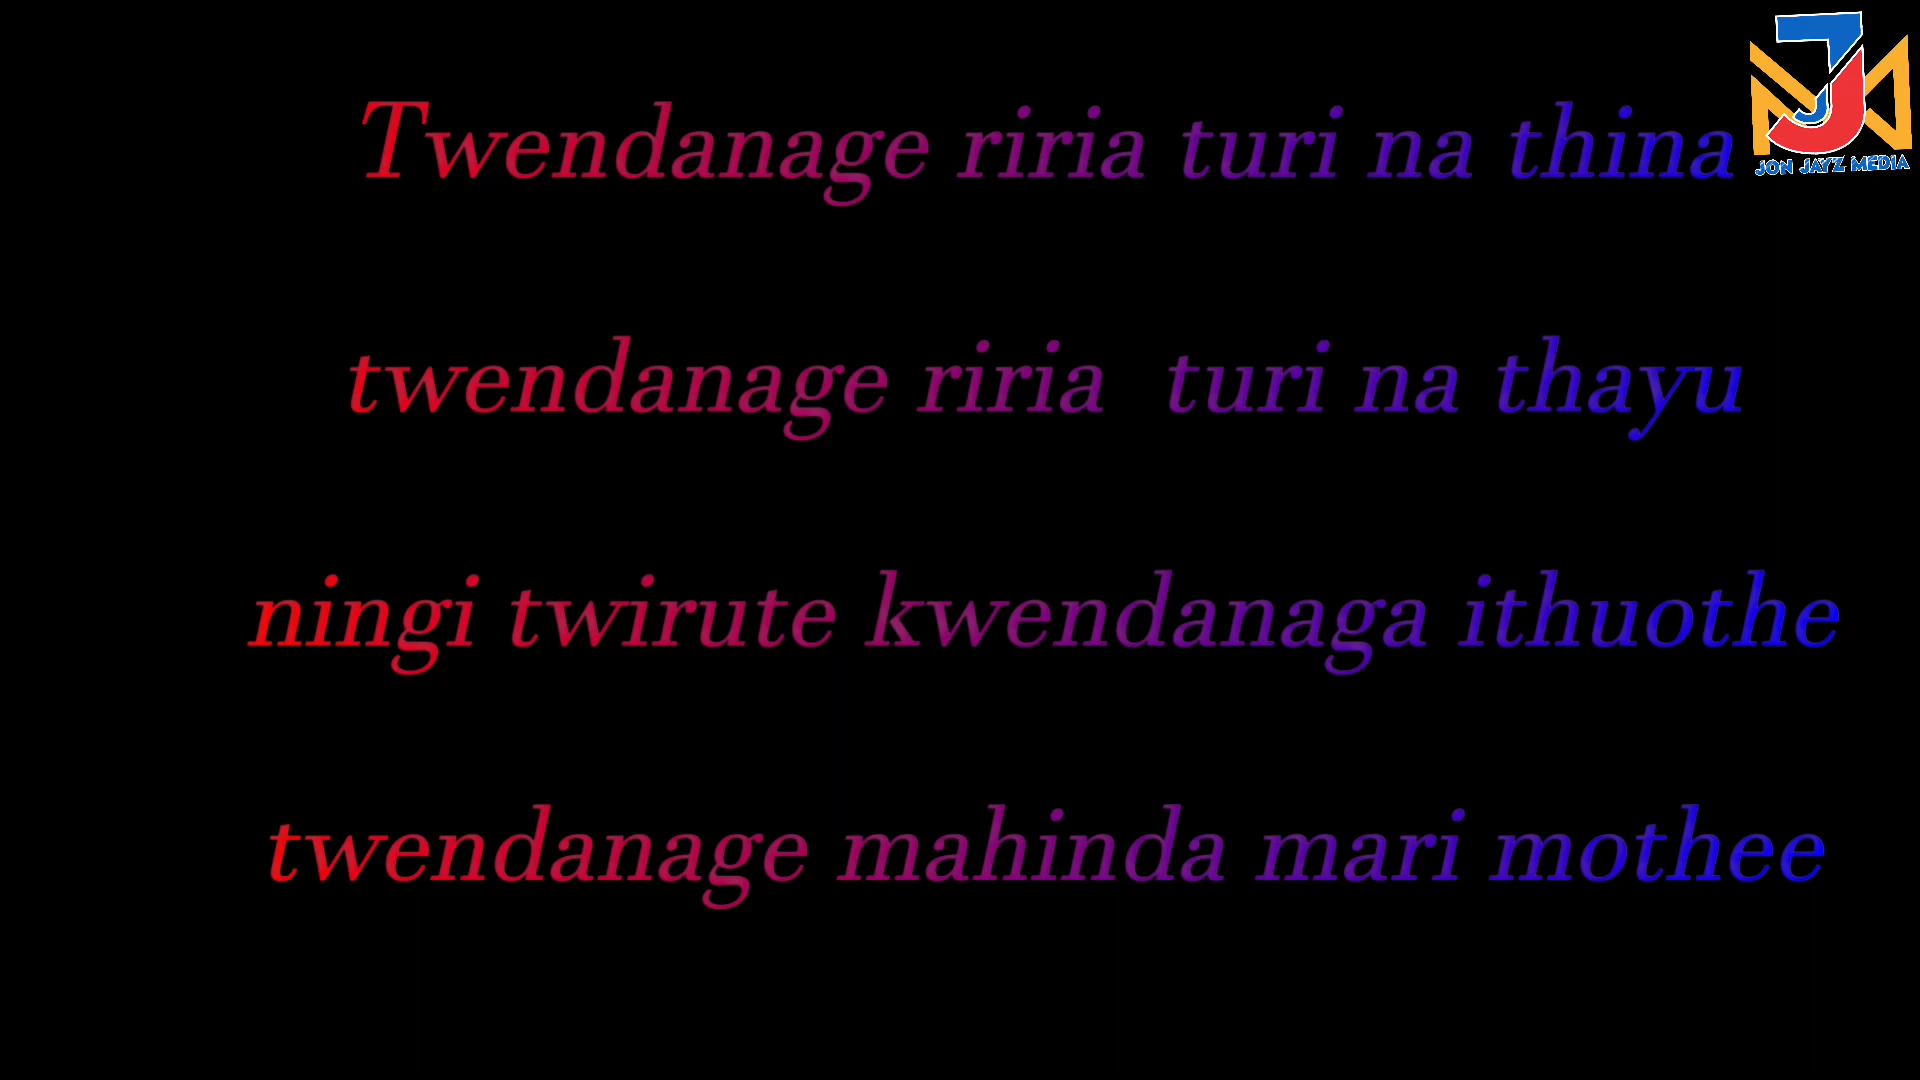 Twendanage riria turi na thina
twendanage riria turi na thayu
ningi twirute kwendanaga ithuothe
twendanage mahinda mari mothee
JON JAYZ MEDIA